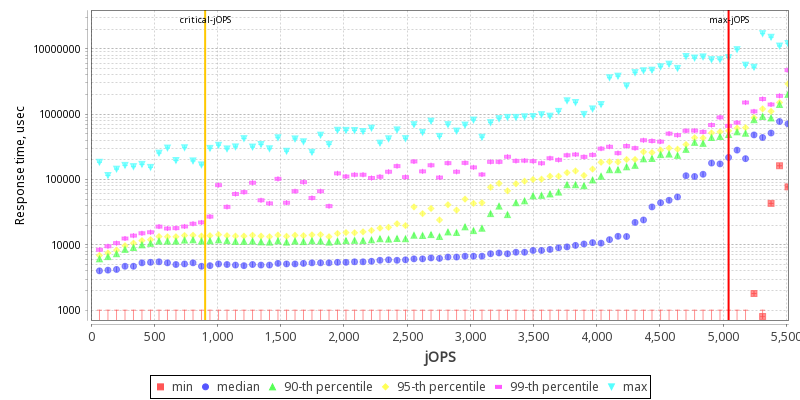 critical-jOPS
max-jOPS
Response time, usec
10000000
1000000
100000
10000
1000
0
500
1,000
1,500
2,000
2,500
3,000
3,500
4,000
4,500
5,000
5,500
jOPS
min
median
90-th percentile
95-th percentile
99-th percentile
max